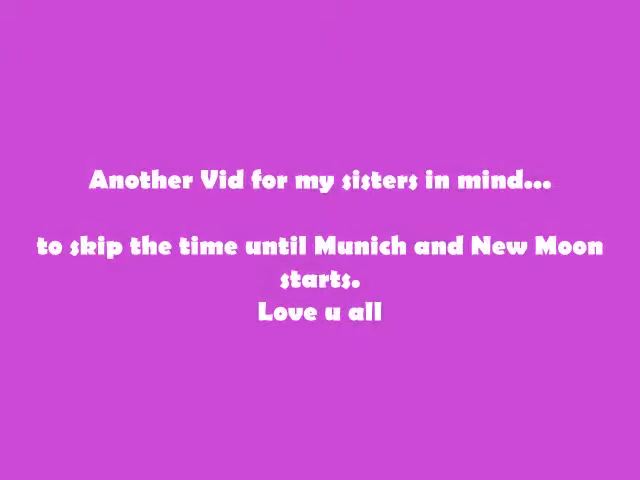 Another Vid for my sisters in mind...
to skip the time until Munich and New Moon
starts.
Love u all